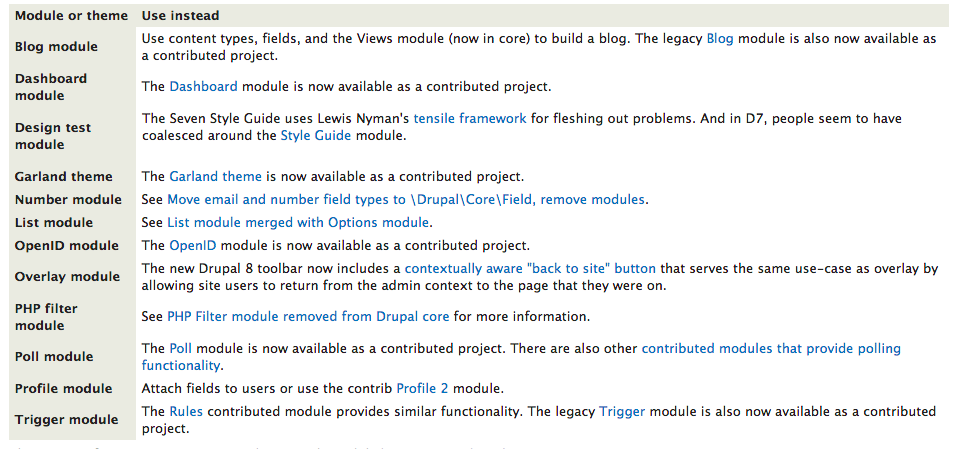 Module or theme Use instead
Blog module Use content types, fields, and the Views module (now in core) to build a blog. The legacy Blog module is also now available as
a contributed project.
Dashboard
module
The Dashboard module is now available as a contributed project.
Design test
module
The Seven Style Guide uses Lewis Nyman's tensile framework for fleshing out problems. And in D7, people seem to have
coalesced around the Style Guide module.
Garland theme The Garland theme is now available as a contributed project.
Number module See Move email and number field types to \Drupal\Core\Field, remove modules.
List module See List module merged with Options module.
OpenID module The OpenID module is now available as a contributed project.
Overlay module The new Drupal 8 toolbar now includes a contextually aware "back to site" button that serves the same use-case as overlay by
allowing site users to return from the admin context to the page that they were on.
PHP filter
module
See PHP Filter module removed from Drupal core for more information.
Poll module The Poll module is now available as a contributed project. There are also other contributed modules that provide polling
functionality.
Profile module Attach fields to users or use the contrib Profile 2 module.
Trigger module The Rules contributed module provides similar functionality. The legacy Trigger module is also now available as a contributed
project.